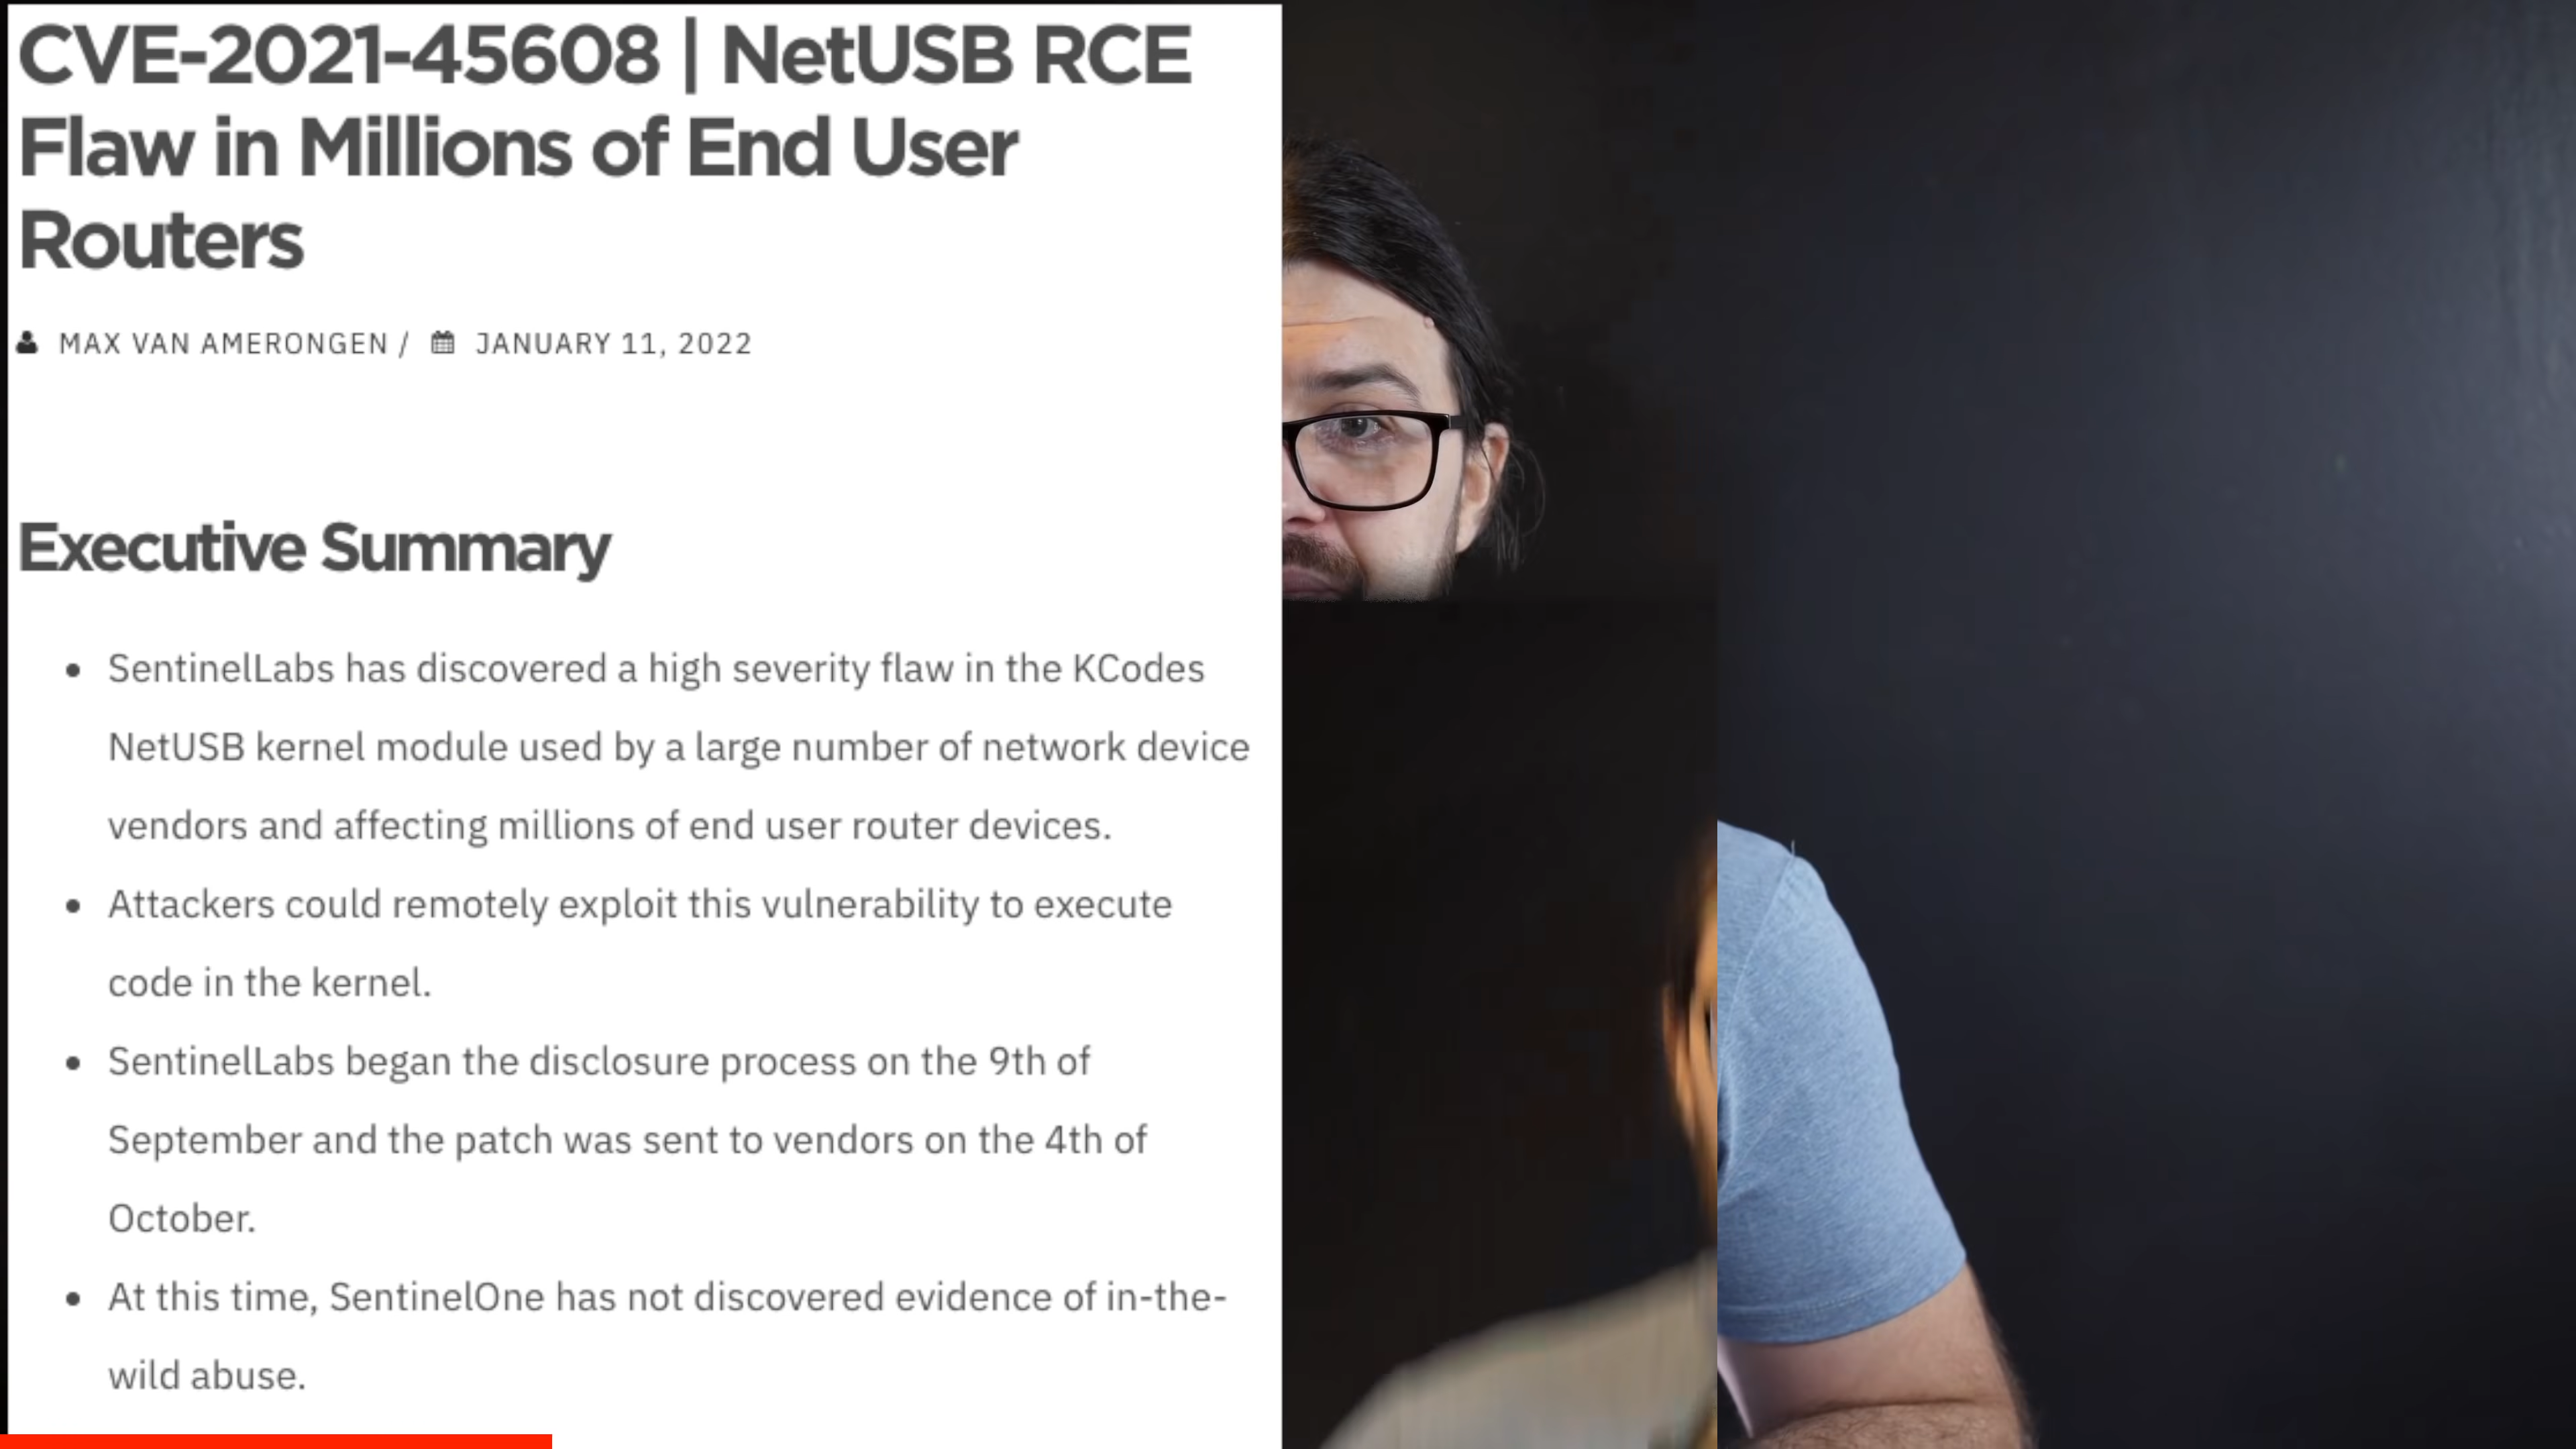 CVE-2021-45608 | NetUSB RCE
Flaw in Millions of End User
Routers
MAX VAN AMERONGEN / JANUARY 11, 2022
Executive Summary
• SentinelLabs has discovered a high severity flaw in the KCodes
NetUSB kernel module used by a large number of network device
vendors and affecting millions of end user router devices.
• Attackers could remotely exploit this vulnerability to execute
code in the kernel.
• SentinelLabs began the disclosure process on the 9th of
September and the patch was sent to vendors on the 4th of
October.
• At this time, SentinelOne has not discovered evidence of in-the-
wild abuse.